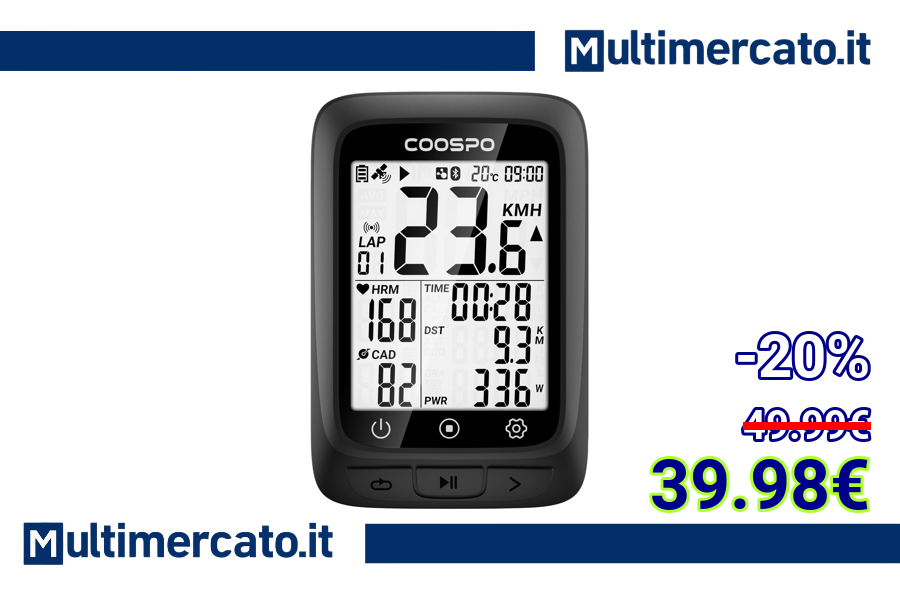 Multimercato.it
COOSPO
20°C 09:00
23.6 KMH
LAP
01
HRM
168
TIME
00:28
DST
9.3 KM
CAD
82
PWR
336 W
-20%
49.99€
39.98€
Multimercato.it